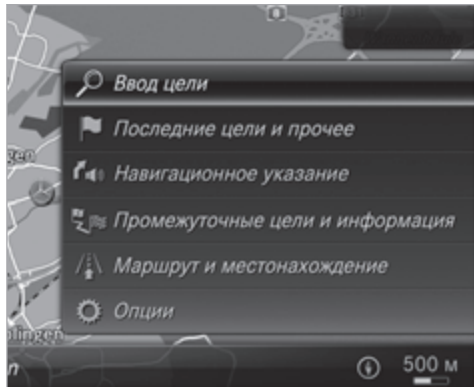 Ввод цели
Последние цели и прочее
Навигационное указание
Промежуточные цели и информация
Маршрут и местонахождение
Опции
500 м